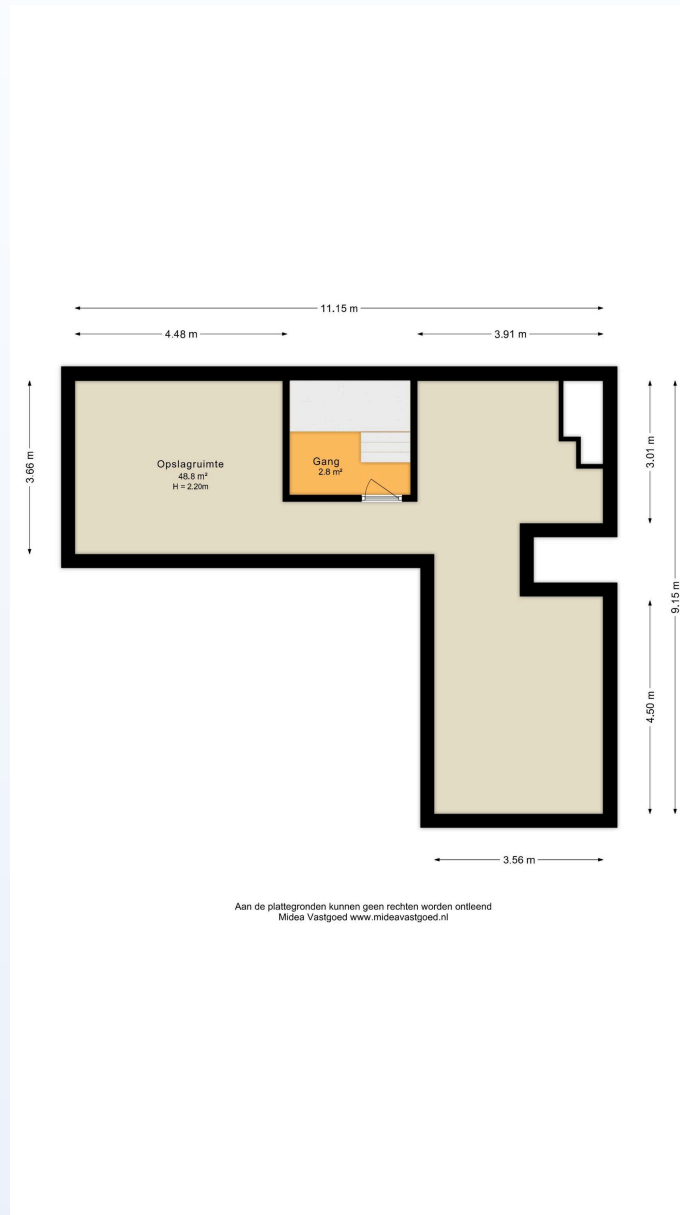 11.15 m
4.48 m
3.91 m
3.66 m
3.01 m
9.15 m
Opslagruimte
48.8 m²
H = 2.20m
Gang
2.8 m²
4.50 m
3.56 m
Aan de plattegronden kunnen geen rechten worden ontleend
Midea Vastgoed www.mideavastgoed.nl